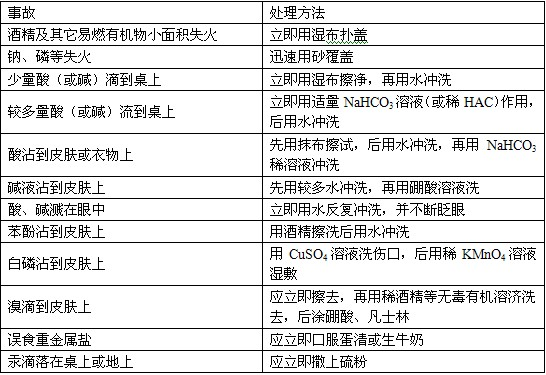 事故 处理方法
酒精及其它易燃有机物小面积失火 立即用湿布扑盖
钠、磷等失火 迅速用砂覆盖
少量酸（或碱）滴到桌上 立即用湿布擦净，再用水冲洗
较多量酸（或碱）流到桌上 立即用适量 NaHCO3 溶液（或稀 HAC）作用，
后用水冲洗
酸沾到皮肤或衣物上 先用抹布擦试，后用水冲洗，再用 NaHCO3
稀溶液冲洗
碱液沾到皮肤上 先用较多水冲洗，再用硼酸溶液洗
酸、碱溅在眼中 立即用水反复冲洗，并不断眨眼
苯酚沾到皮肤上 用酒精擦洗后用水冲洗
白磷沾到皮肤上 用 CuSO4 溶液洗伤口，后用稀 KMnO4 溶液
湿敷
溴滴到皮肤上 应立即擦去，再用稀酒精等无毒有机溶济洗
去，后涂硼酸、凡士林
误食重金属盐 应立即口服蛋清或生牛奶
汞滴落在桌上或地上 应立即撒上硫粉